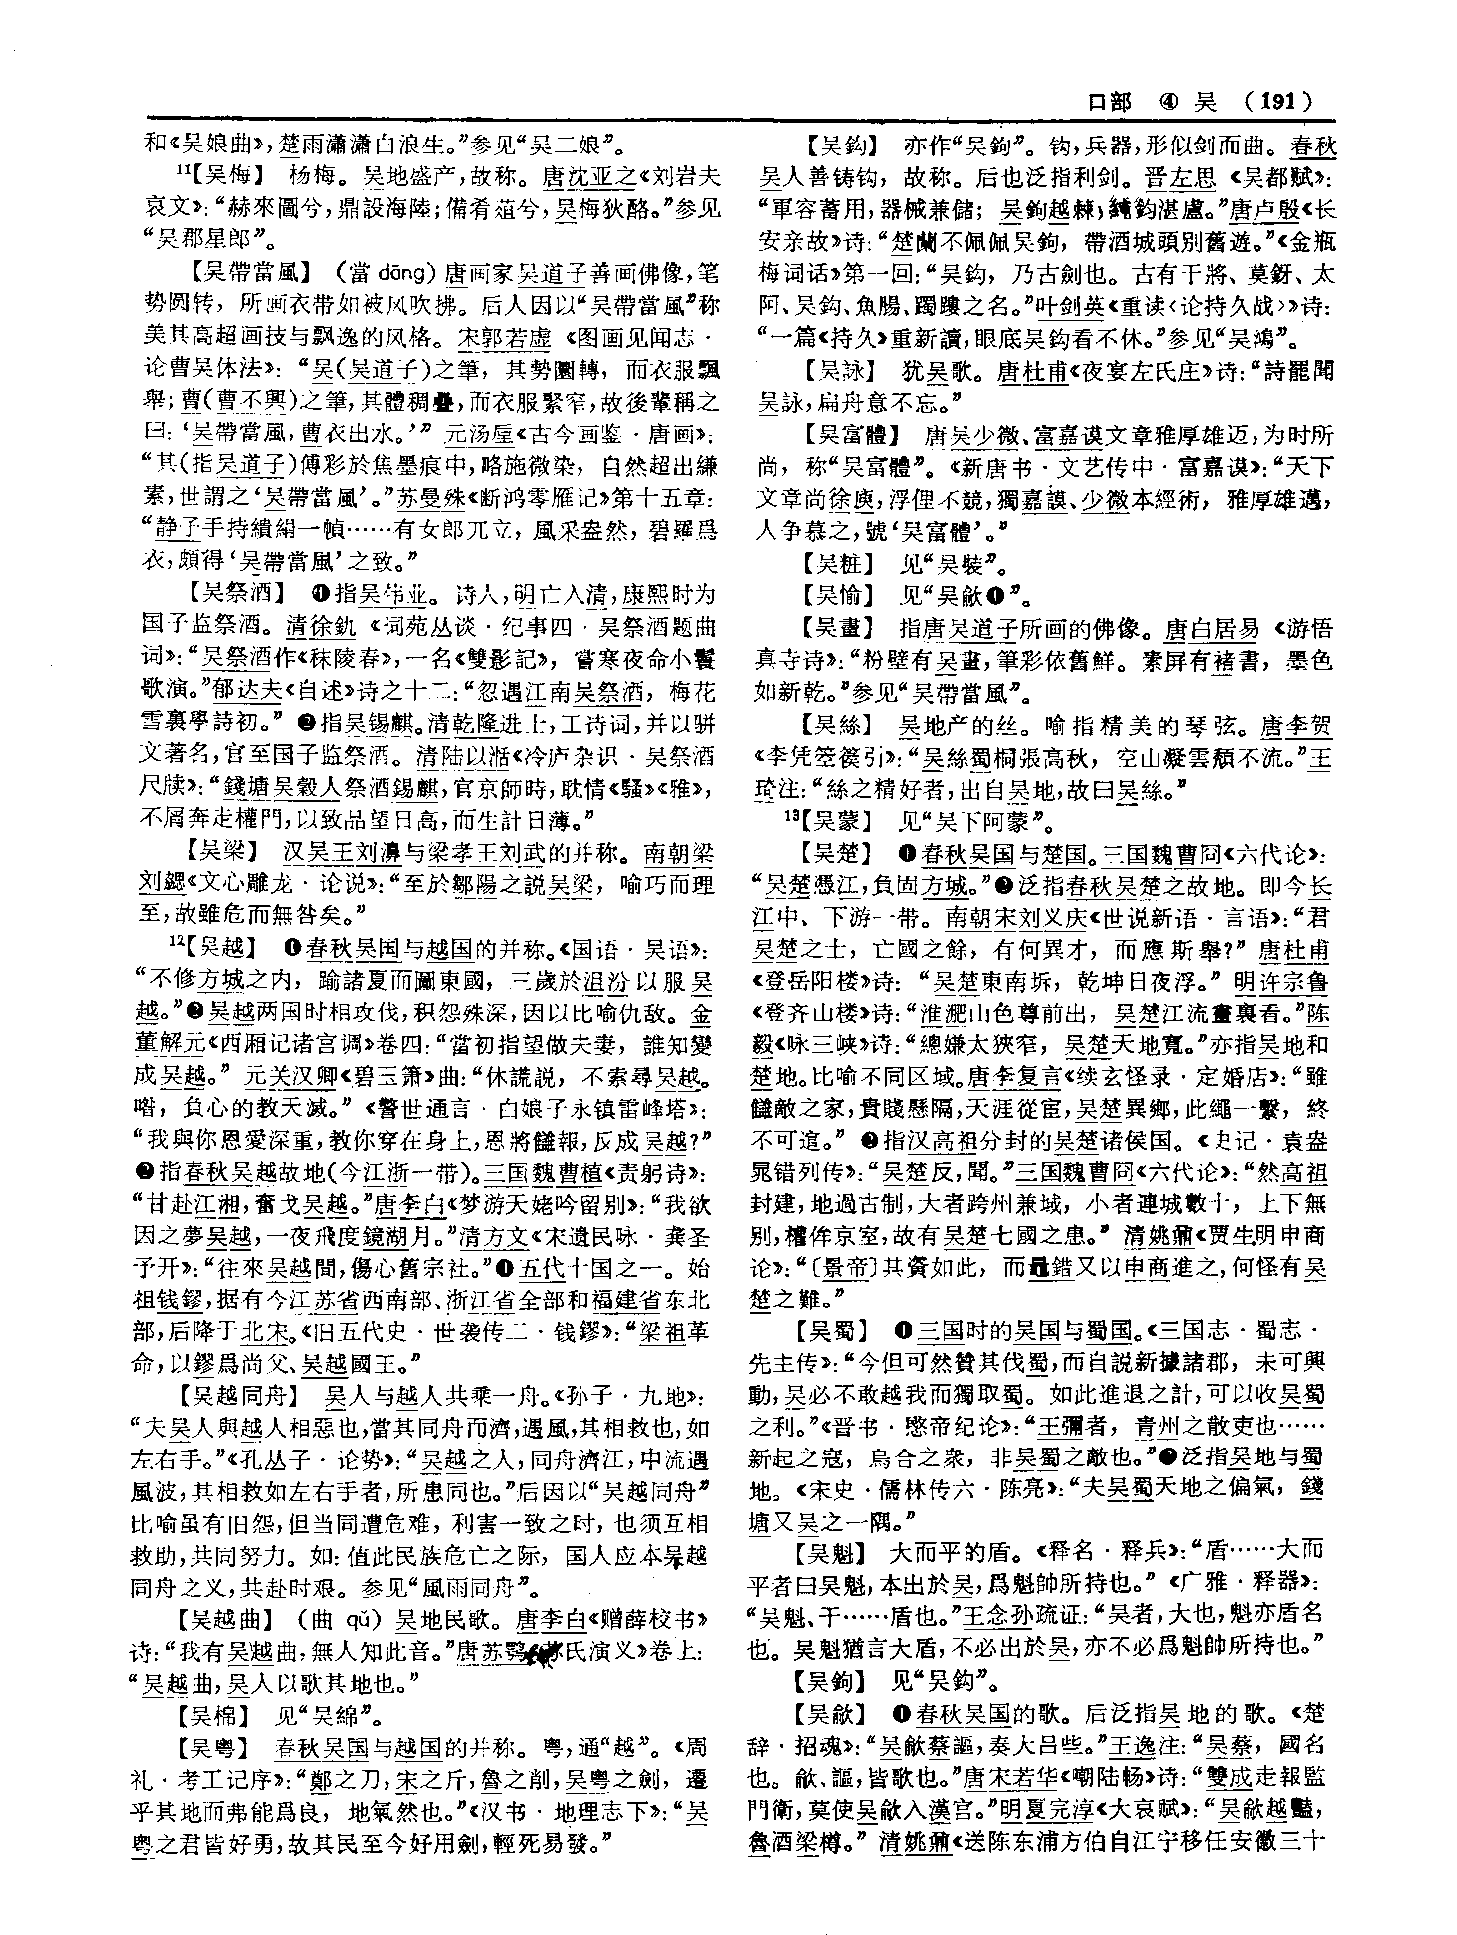 口部 ④ 吴 (191)
和《吴娘曲》，楚雨瀟瀟白浪生。”参见“吴二娘”。
11【吴梅】 杨梅。吴地盛产，故称。唐沈亚之《刘岩夫
哀文》：“赫來圖兮，鼎設海陸；備肴葅兮，吴梅狄酪。”参见
“吴郡星郎”。
【吴帶當風】 （當 dāng）唐画家吴道子善画佛像，笔
势圆转，所画衣带如被风吹拂。后人因以“吴帶當風”称
美其高超画技与飘逸的风格。宋郭若虚《图画见闻志·
论曹吴体法》：“吴（吴道子）之筆，其勢圜轉，而衣服飄
舉；曹（曹不興）之筆，其體稠疊，而衣服緊窄，故後輩稱之
曰：‘吴帶當風，曹衣出水。’” 元汤垕《古今画鉴·唐画》：
“其（指吴道子）傅彩於焦墨痕中，略施微染，自然超出縑
素，世謂之‘吴帶當風’。”苏曼殊《断鸿零雁记》第十五章：
“静子手持繢絹一幀……有女郎兀立，風采盎然，碧羅爲
衣，頗得‘吴帶當風’之致。”
【吴祭酒】 ❶指吴伟业。诗人，明亡入清，康熙时为
国子监祭酒。清徐釚《词苑丛谈·纪事四·吴祭酒题曲
词》：“吴祭酒作《秣陵春》，一名《雙影記》，嘗寒夜命小鬟
歌演。”郁达夫《自述》诗之十二：“忽遇江南吴祭酒，梅花
雪裏學詩初。” ❷指吴锡麒。清乾隆进士，工诗词，并以骈
文著名，官至国子监祭酒。清陆以湉《冷庐杂识·吴祭酒
尺牍》：“錢塘吴榖人祭酒錫麒，官京師時，耽情《騷》《雅》，
不屑奔走權門，以致品望日高，而生計日薄。”
【吴梁】 汉吴王刘濞与梁孝王刘武的并称。南朝梁
刘勰《文心雕龙·论说》：“至於鄒陽之説吴梁，喻巧而理
至，故雖危而無咎矣。”
12【吴越】 ❶春秋吴国与越国的并称。《国语·吴语》：
“不修方城之内，踰諸夏而圖東國，三歲於沮汾以服吴
越。”❷吴越两国时相攻伐，积怨殊深，因以比喻仇敌。金
董解元《西厢记诸宫调》卷四：“當初指望做夫妻，誰知變
成吴越。” 元关汉卿《碧玉箫》曲：“休謊説，不索尋吴越。
喒，負心的教天滅。”《警世通言·白娘子永镇雷峰塔》：
“我與你恩愛深重，教你穿在身上，恩將讎報，反成吴越？”
❸指春秋吴越故地（今江浙一带）。三国魏曹植《责躬诗》：
“甘赴江湘，奮戈吴越。”唐李白《梦游天姥吟留别》：“我欲
因之夢吴越，一夜飛度鏡湖月。”清方文《宋遗民咏·龚圣
予开》：“往來吴越間，傷心舊宗社。”❹五代十国之一。始
祖钱鏐，据有今江苏省西南部、浙江省全部和福建省东北
部，后降于北宋。《旧五代史·世袭传二·钱鏐》：“梁祖革
命，以鏐爲尚父、吴越國王。”
【吴越同舟】 吴人与越人共乘一舟。《孙子·九地》：
“夫吴人與越人相惡也，當其同舟而濟，遇風，其相救也，如
左右手。”《孔丛子·论势》：“吴越之人，同舟濟江，中流遇
風波，其相救如左右手者，所患同也。”后因以“吴越同舟”
比喻虽有旧怨，但当同遭危难，利害一致之时，也须互相
救助，共同努力。如：值此民族危亡之际，国人应本吴越
同舟之义，共赴时艰。参见“風雨同舟”。
【吴越曲】 （曲 qǔ）吴地民歌。唐李白《赠薛校书》
诗：“我有吴越曲，無人知此音。”唐苏鹗《苏氏演义》卷上：
“吴越曲，吴人以歌其地也。”
【吴棉】 见“吴綿”。
【吴粤】 春秋吴国与越国的并称。粤，通“越”。《周
礼·考工记序》：“鄭之刀，宋之斤，魯之削，吴粤之劍，遷
乎其地而弗能爲良，地氣然也。”《汉书·地理志下》：“吴
粤之君皆好勇，故其民至今好用劍，輕死易發。”
【吴鈎】 亦作“吴鉤”。钩，兵器，形似剑而曲。春秋
吴人善铸钩，故称。后也泛指利剑。晋左思《吴都赋》：
“軍容蓄用，器械兼儲；吴鉤越棘，純鈞湛盧。”唐卢殷《长
安亲故》诗：“楚蘭不佩佩吴鉤，帶酒城頭别舊遊。”《金瓶
梅词话》第一回：“吴鈎，乃古劍也。古有干將、莫鋣、太
阿、吴鈎、魚腸、躅鏤之名。”叶剑英《重读〈论持久战〉》诗：
“一篇《持久》重新讀，眼底吴鈎看不休。”参见“吴鴻”。
【吴詠】 犹吴歌。唐杜甫《夜宴左氏庄》诗：“詩罷聞
吴詠，扁舟意不忘。”
【吴富體】 唐吴少微、富嘉谟文章雅厚雄迈，为时所
尚，称“吴富體”。《新唐书·文艺传中·富嘉谟》：“天下
文章尚徐庾，浮俚不競，獨嘉謨、少微本經術，雅厚雄邁，
人争慕之，號‘吴富體’。”
【吴粧】 见“吴裝”。
【吴愉】 见“吴歈❶”。
【吴畫】 指唐吴道子所画的佛像。唐白居易《游悟
真寺诗》：“粉壁有吴畫，筆彩依舊鮮。素屏有褚書，墨色
如新乾。”参见“吴帶當風”。
【吴絲】 吴地产的丝。喻指精美的琴弦。唐李贺
《李凭箜篌引》：“吴絲蜀桐張高秋，空山凝雲頹不流。”王
琦注：“絲之精好者，出自吴地，故曰吴絲。”
13【吴蒙】 见“吴下阿蒙”。
【吴楚】 ❶春秋吴国与楚国。三国魏曹冏《六代论》：
“吴楚憑江，負固方城。”❷泛指春秋吴楚之故地。即今长
江中、下游一带。南朝宋刘义庆《世说新语·言语》：“君
吴楚之士，亡國之餘，有何異才，而應斯舉？” 唐杜甫
《登岳阳楼》诗：“吴楚東南坼，乾坤日夜浮。” 明许宗鲁
《登齐山楼》诗：“淮淝山色尊前出，吴楚江流畫裏看。”陈
毅《咏三峡》诗：“總嫌太狹窄，吴楚天地寬。”亦指吴地和
楚地。比喻不同区域。唐李复言《续玄怪录·定婚店》：“雖
讎敵之家，貴賤懸隔，天涯從宦，吴楚異鄉，此繩一繫，終
不可逭。” ❸指汉高祖分封的吴楚诸侯国。《史记·袁盎
晁错列传》：“吴楚反，聞。”三国魏曹冏《六代论》：“然高祖
封建，地過古制，大者跨州兼域，小者連城數十，上下無
别，權侔京室，故有吴楚七國之患。” 清姚鼐《贾生明申商
论》：“〔景帝〕其資如此，而鼂錯又以申商進之，何怪有吴
楚之難。”
【吴蜀】 ❶三国时的吴国与蜀国。《三国志·蜀志·
先主传》：“今但可然贊其伐蜀，而自説新據諸郡，未可興
動，吴必不敢越我而獨取蜀。如此進退之計，可以收吴蜀
之利。”《晋书·愍帝纪论》：“王彌者，青州之散吏也……
新起之寇，烏合之衆，非吴蜀之敵也。”❷泛指吴地与蜀
地。《宋史·儒林传六·陈亮》：“夫吴蜀天地之偏氣，錢
塘又吴之一隅。”
【吴魁】 大而平的盾。《释名·释兵》：“盾……大而
平者曰吴魁，本出於吴，爲魁帥所持也。”《广雅·释器》：
“吴魁、干……盾也。”王念孙疏证：“吴者，大也，魁亦盾名
也。吴魁猶言大盾，不必出於吴，亦不必爲魁帥所持也。”
【吴鉤】 见“吴鈎”。
【吴歈】 ❶春秋吴国的歌。后泛指吴地的歌。《楚
辞·招魂》：“吴歈蔡謳，奏大吕些。”王逸注：“吴蔡，國名
也。歈、謳，皆歌也。”唐宋若华《嘲陆畅》诗：“雙成走報監
門衛，莫使吴歈入漢宫。”明夏完淳《大哀赋》：“吴歈越豔，
魯酒梁樽。” 清姚鼐《送陈东浦方伯自江宁移任安徽三十